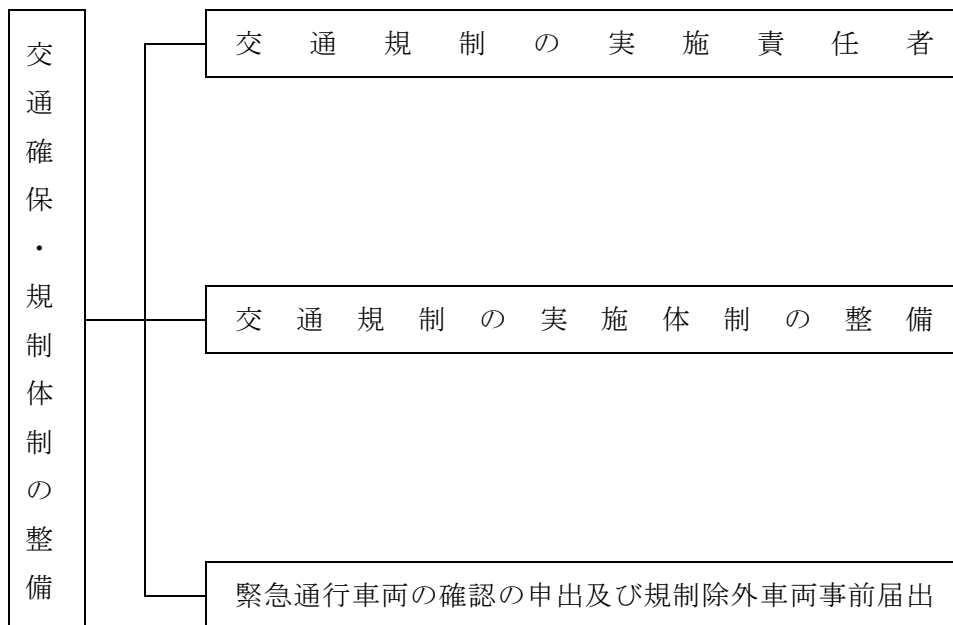 交通確保・規制体制の整備
交通規制の実施責任者
交通規制の実施体制の整備
緊急通行車両の確認の申出及び規制除外車両事前届出